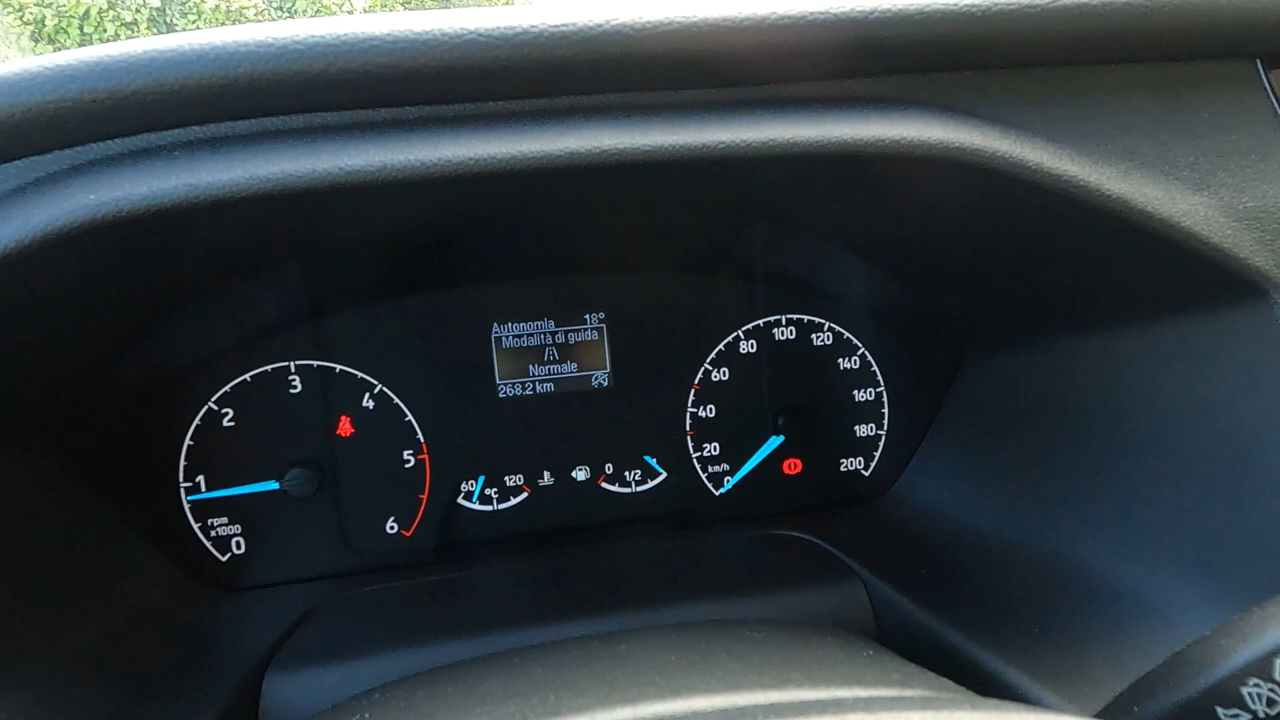 Autonomia 18°
Modalità di guida
Normale
268.2 km
0
1
2
3
4
5
6
rpm
x1000
60
°C
120
0
1/2
1
0
20
40
60
80
100
120
140
160
180
200
km/h